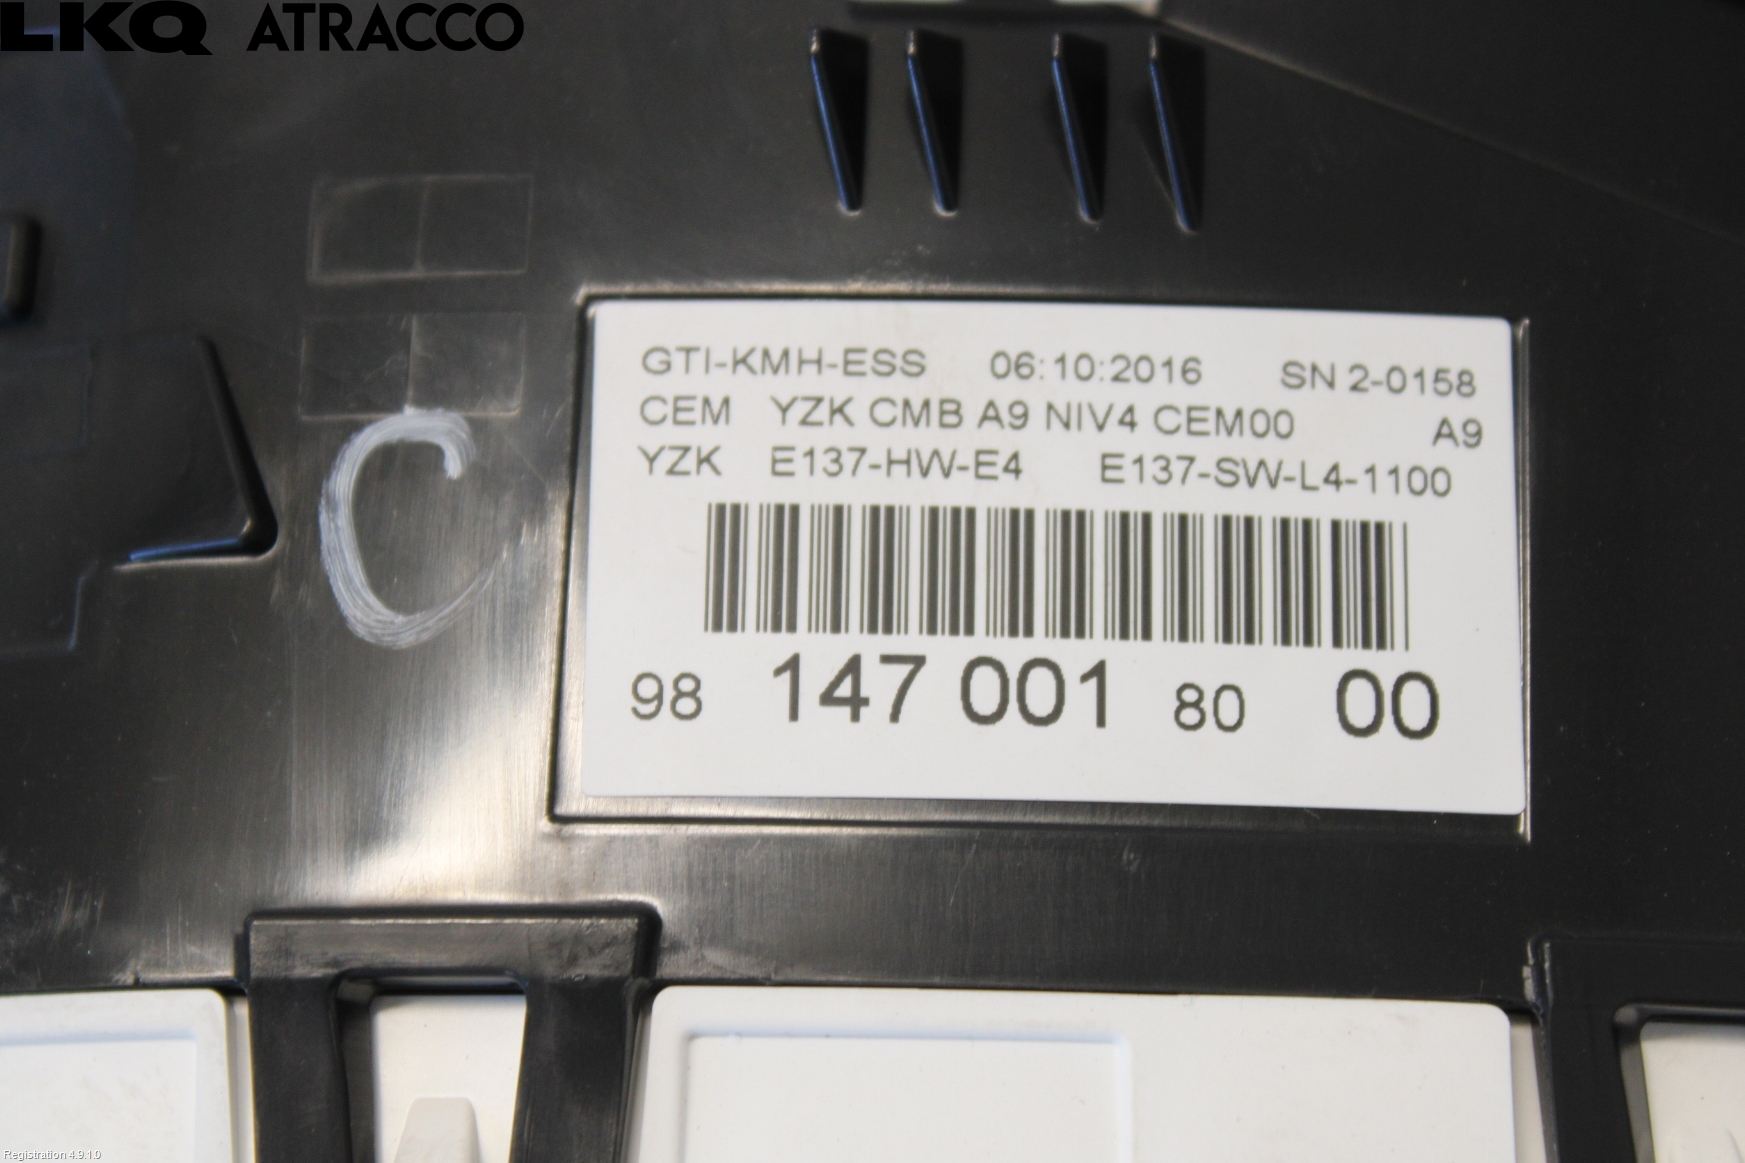 LKQ ATRACCO
GTI-KMH-ESS 06:10:2016 SN 2-0158
CEM YZK CMB A9 NIV4 CEM00 A9
YZK E137-HW-E4 E137-SW-L4-1100
98 147 001 80 00
C
Registration 4.9.1.0